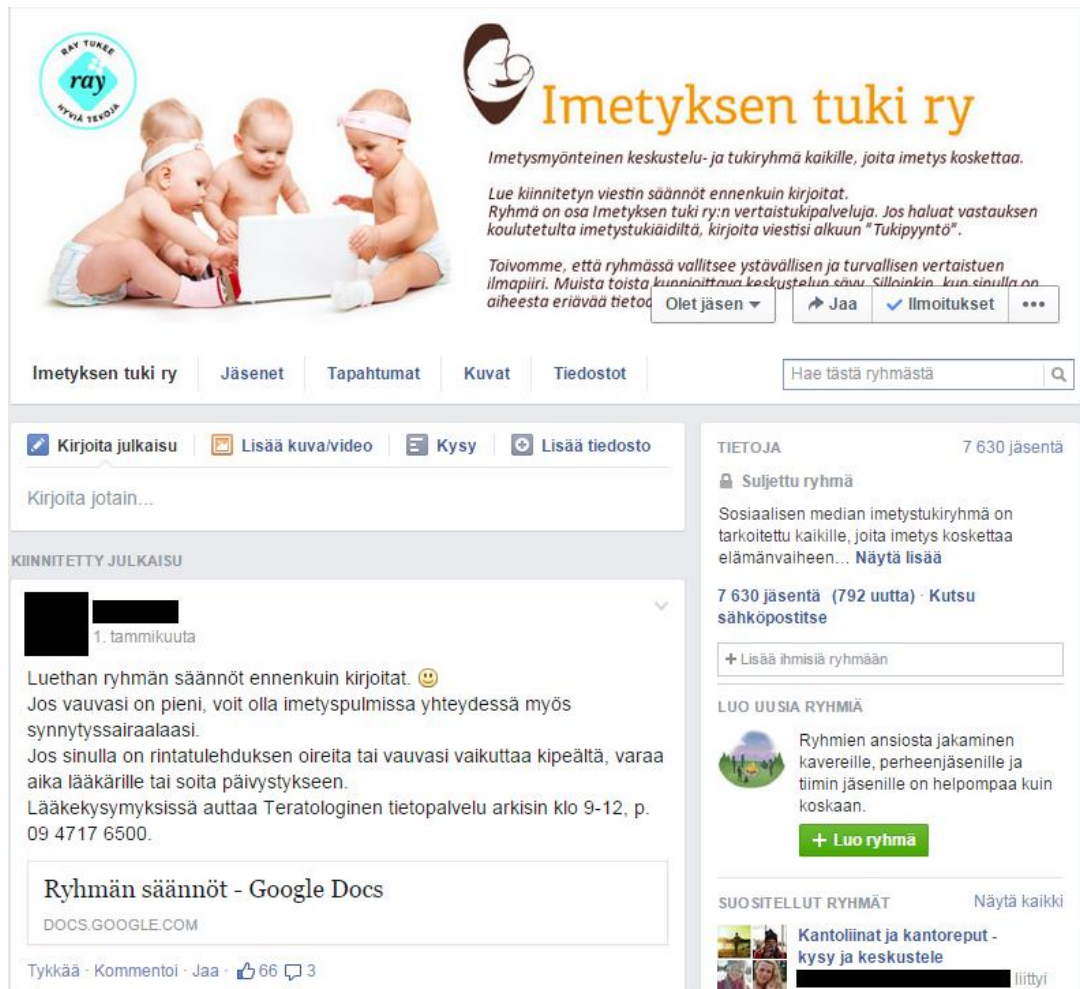 RAY TUKEE
ray
HYVIÄ TEKOJA
Imetyksen tuki ry
Imetysmyönteinen keskustelu- ja tukiryhmä kaikille, joita imetys koskettaa.
Lue kiinnitetyn viestin säännöt ennenkuin kirjoitat.
Ryhmä on osa Imetyksen tuki ry:n vertaistukipalveluja. Jos haluat vastauksen
koulutetulta imetystukiäidiltä, kirjoita viestisi alkuun "Tukipyyntö".
Toivomme, että ryhmässä vallitsee ystävällisen ja turvallisen vertaistuen
ilmapiiri. Muista toista kunnioittava keskustelun sävy. Silloinkin, kun sinulla on
aiheesta eriävää
Olet jäsen
Jaa
Ilmoitukset
Imetyksen tuki ry
Jäsenet
Tapahtumat
Kuvat
Tiedostot
Hae tästä ryhmästä
Kirjoita julkaisu
Lisää kuva/video
Kysy
Lisää tiedosto
Kirjoita jotain...
KIINNITETTY JULKAISU
1. tammikuuta
Luethan ryhmän säännöt ennenkuin kirjoitat.
Jos vauvasi on pieni, voit olla imetyspulmissa yhteydessä myös
synnytyssairaalaasi.
Jos sinulla on rintatulehduksen oireita tai vauvasi vaikuttaa kipeältä, varaa
aika lääkärille tai soita päivystykseen.
Lääkekysymyksissä auttaa Teratologinen tietopalvelu arkisin klo 9-12, p.
09 4717 6500.
Ryhmän säännöt - Google Docs
DOCS.GOOGLE.COM
Tykkää · Kommentoi · Jaa · 66 3
TIETOJA 7 630 jäsentä
Suljettu ryhmä
Sosiaalisen median imetystukiryhmä on
tarkoitettu kaikille, joita imetys koskettaa
elämänvaiheen... Näytä lisää
7 630 jäsentä (792 uutta) · Kutsu
sähköpostitse
+ Lisää ihmisiä ryhmään
LUO UUSIA RYHMIÄ
Ryhmien ansiosta jakaminen
kavereille, perheenjäsenille ja
tiimin jäsenille on helpompaa kuin
koskaan.
+ Luo ryhmä
SUOSITELLUT RYHMÄT Näytä kaikki
Kantoliinat ja kantoreput -
kysy ja keskustele
liittyi